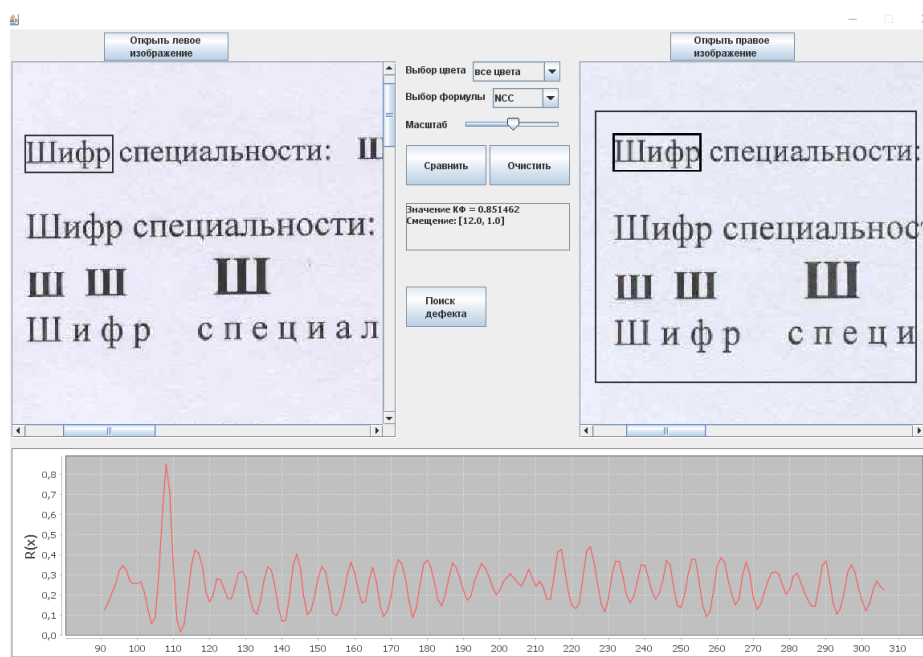 Открыть левое
изображение
Открыть правое
изображение
Выбор цвета все цвета
Выбор формулы NCC
Масштаб
Сравнить Очистить
Значение КФ = 0.851462
Смещение: [12.0, 1.0]
Поиск
дефекта
Шифр специальности: Ш
Шифр специальности:
Ш Ш Ш
Шифр специал
Шифр специальности:
Шифр специальнос
Ш Ш Ш
Шифр специ
R(x)
0,8
0,7
0,6
0,5
0,4
0,3
0,2
0,1
0,0
90 100 110 120 130 140 150 160 170 180 190 200 210 220 230 240 250 260 270 280 290 300 310